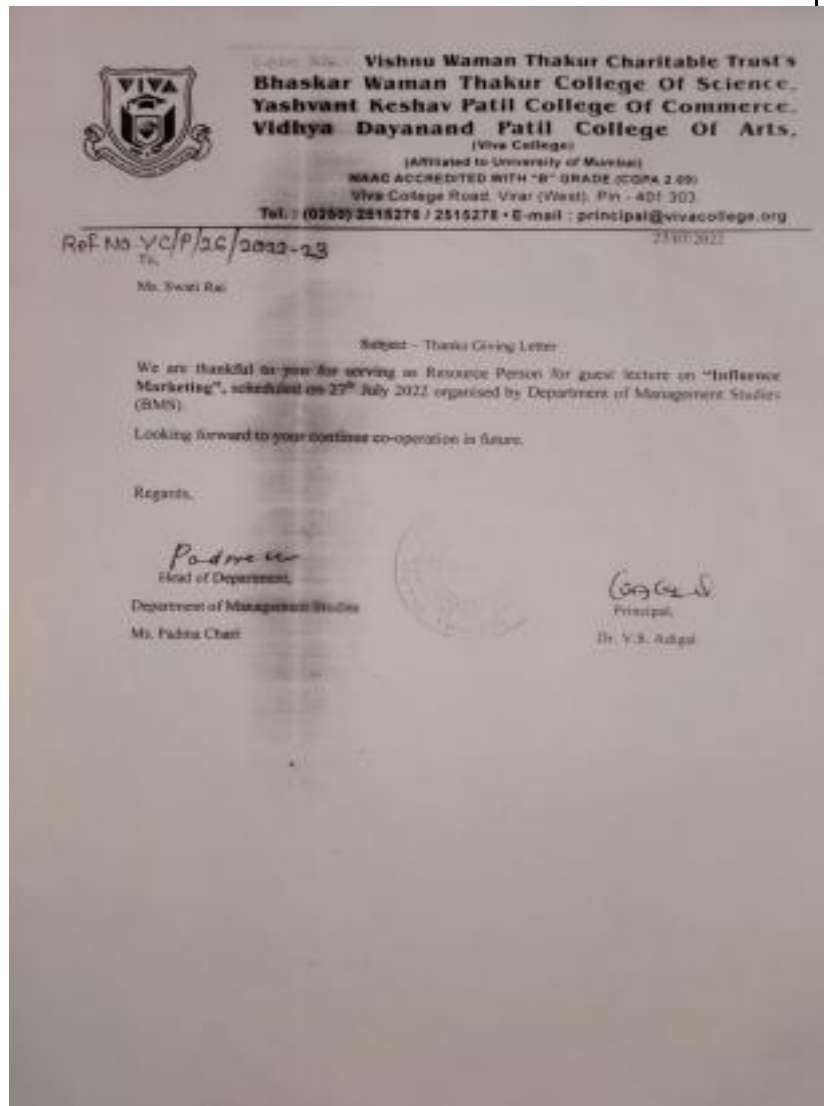 VIVA
Vishnu Waman Thakur Charitable Trust's
Bhaskar Waman Thakur College Of Science,
Yashvant Keshav Patil College Of Commerce,
Vidhya Dayanand Patil College Of Arts,
(Viva College)
(Affiliated to University of Mumbai)
NAAC ACCREDITED WITH "B" GRADE (CGPA 2.69)
Viva College Road, Virar (West), Pin - 401 303
Tel. : (0250) 2515276 / 2515278 • E-mail : principal@vivacollege.org
Ref No VC/P/26/2022-23
To,
Ms. Swati Rai
Subject – Thanks Giving Letter
We are thankful to you for serving as Resource Person for guest lecture on "Influence
Marketing", scheduled on 27th July 2022 organised by Department of Management Studies
(BMS).
Looking forward to your continue co-operation in future.
Regards,
Head of Department,
Department of Management Studies
Ms. Padma Chari
Principal,
Dr. V.S. Adigal